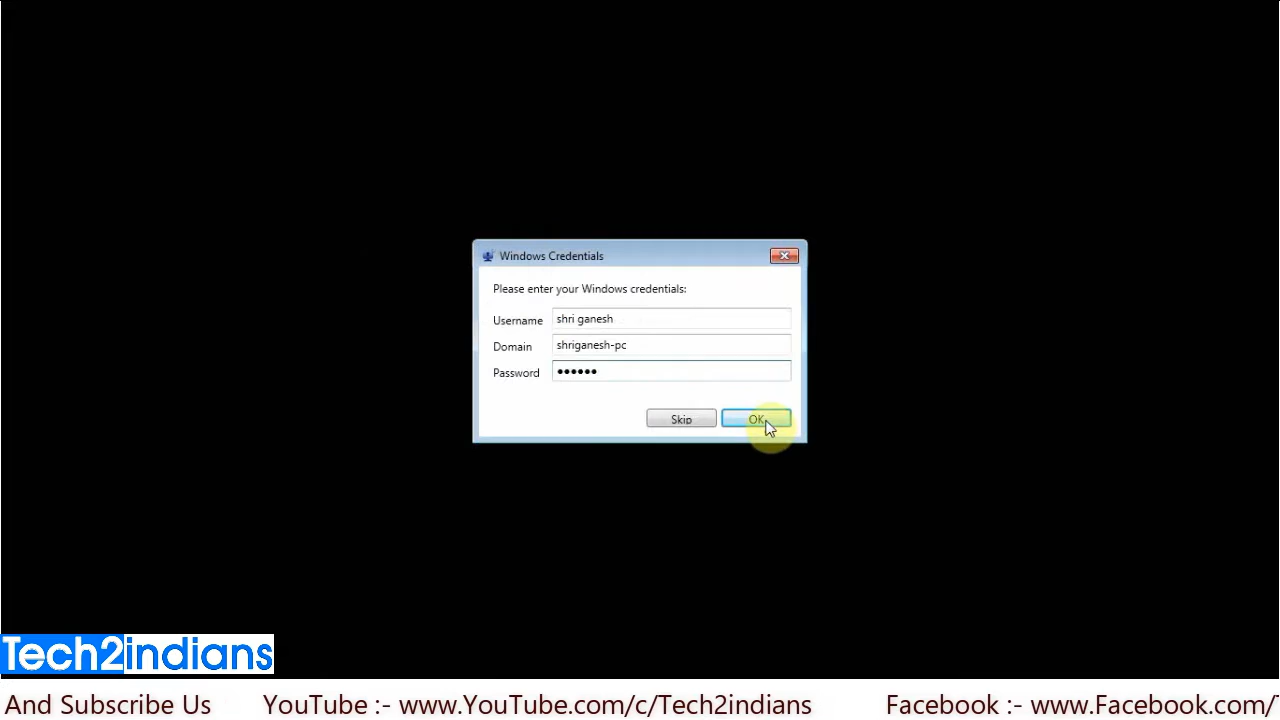 Windows Credentials
Please enter your Windows credentials:
Username shri ganesh
Domain shriganesh-pc
Password ••••••
Skip OK
Tech2indians
And Subscribe Us YouTube :- www.YouTube.com/c/Tech2indians Facebook :- www.Facebook.com/